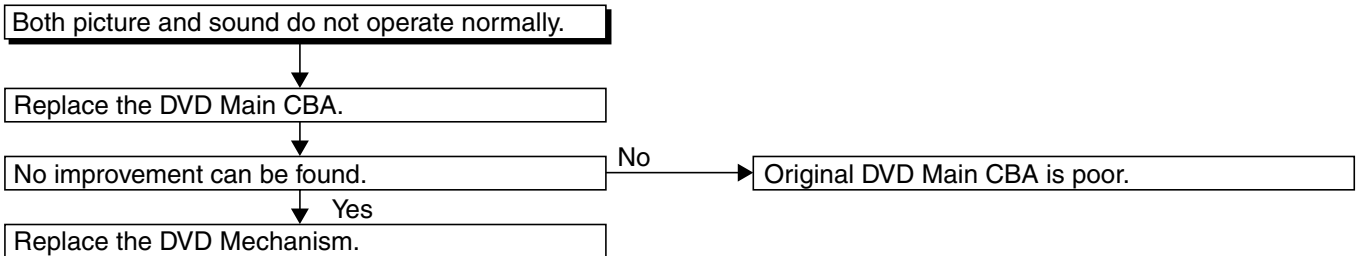 Both picture and sound do not operate normally.
Replace the DVD Main CBA.
No improvement can be found.
No
Original DVD Main CBA is poor.
Yes
Replace the DVD Mechanism.